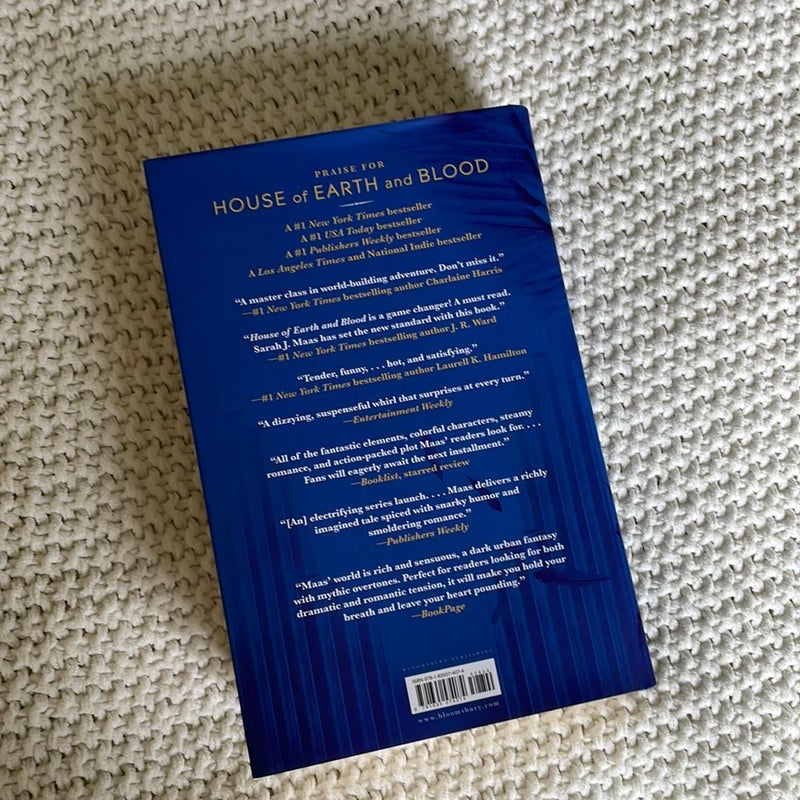 PRAISE FOR
HOUSE of EARTH and BLOOD
A #1 New York Times bestseller
A #1 USA Today bestseller
A #1 Publishers Weekly bestseller
A Los Angeles Times and National Indie bestseller
“A master class in world-building adventure. Don’t miss it.”
—#1 New York Times bestselling author Charlaine Harris
“House of Earth and Blood is a game changer! A must read.
Sarah J. Maas has set the new standard with this book.”
—#1 New York Times bestselling author J. R. Ward
“Tender, funny, . . . hot, and satisfying.”
—#1 New York Times bestselling author Laurell K. Hamilton
“A dizzying, suspenseful whirl that surprises at every turn.”
—Entertainment Weekly
“All of the fantastic elements, colorful characters, steamy
romance, and action-packed plot Maas’ readers look for. . . .
Fans will eagerly await the next installment.”
—Booklist, starred review
“[An] electrifying series launch. . . . Maas delivers a richly
imagined tale spiced with snarky humor and
smoldering romance.”
—Publishers Weekly
“Maas’ world is rich and sensuous, a dark urban fantasy
with mythic overtones. Perfect for readers looking for both
dramatic and romantic tension, it will make you hold your
breath and leave your heart pounding.”
—BookPage
BLOOMSBURY PUBLISHING
www.bloomsbury.com